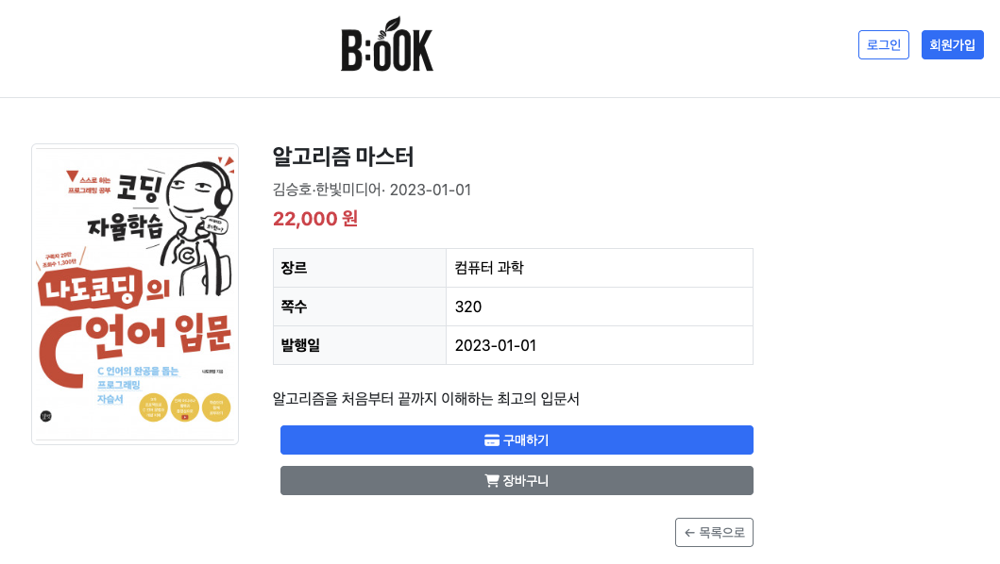 B:oOK
로그인
회원가입
스스로 하는
프로그래밍 공부
코딩
자율학습
구독자 20만
조회수 1,300만
나도코딩의
C언어 입문
C 언어의 완공을 돕는
프로그래밍
자습서
나도코딩 지음
알고리즘 마스터
김승호·한빛미디어· 2023-01-01
22,000 원
장르 컴퓨터 과학
쪽수 320
발행일 2023-01-01
알고리즘을 처음부터 끝까지 이해하는 최고의 입문서
구매하기
장바구니
← 목록으로